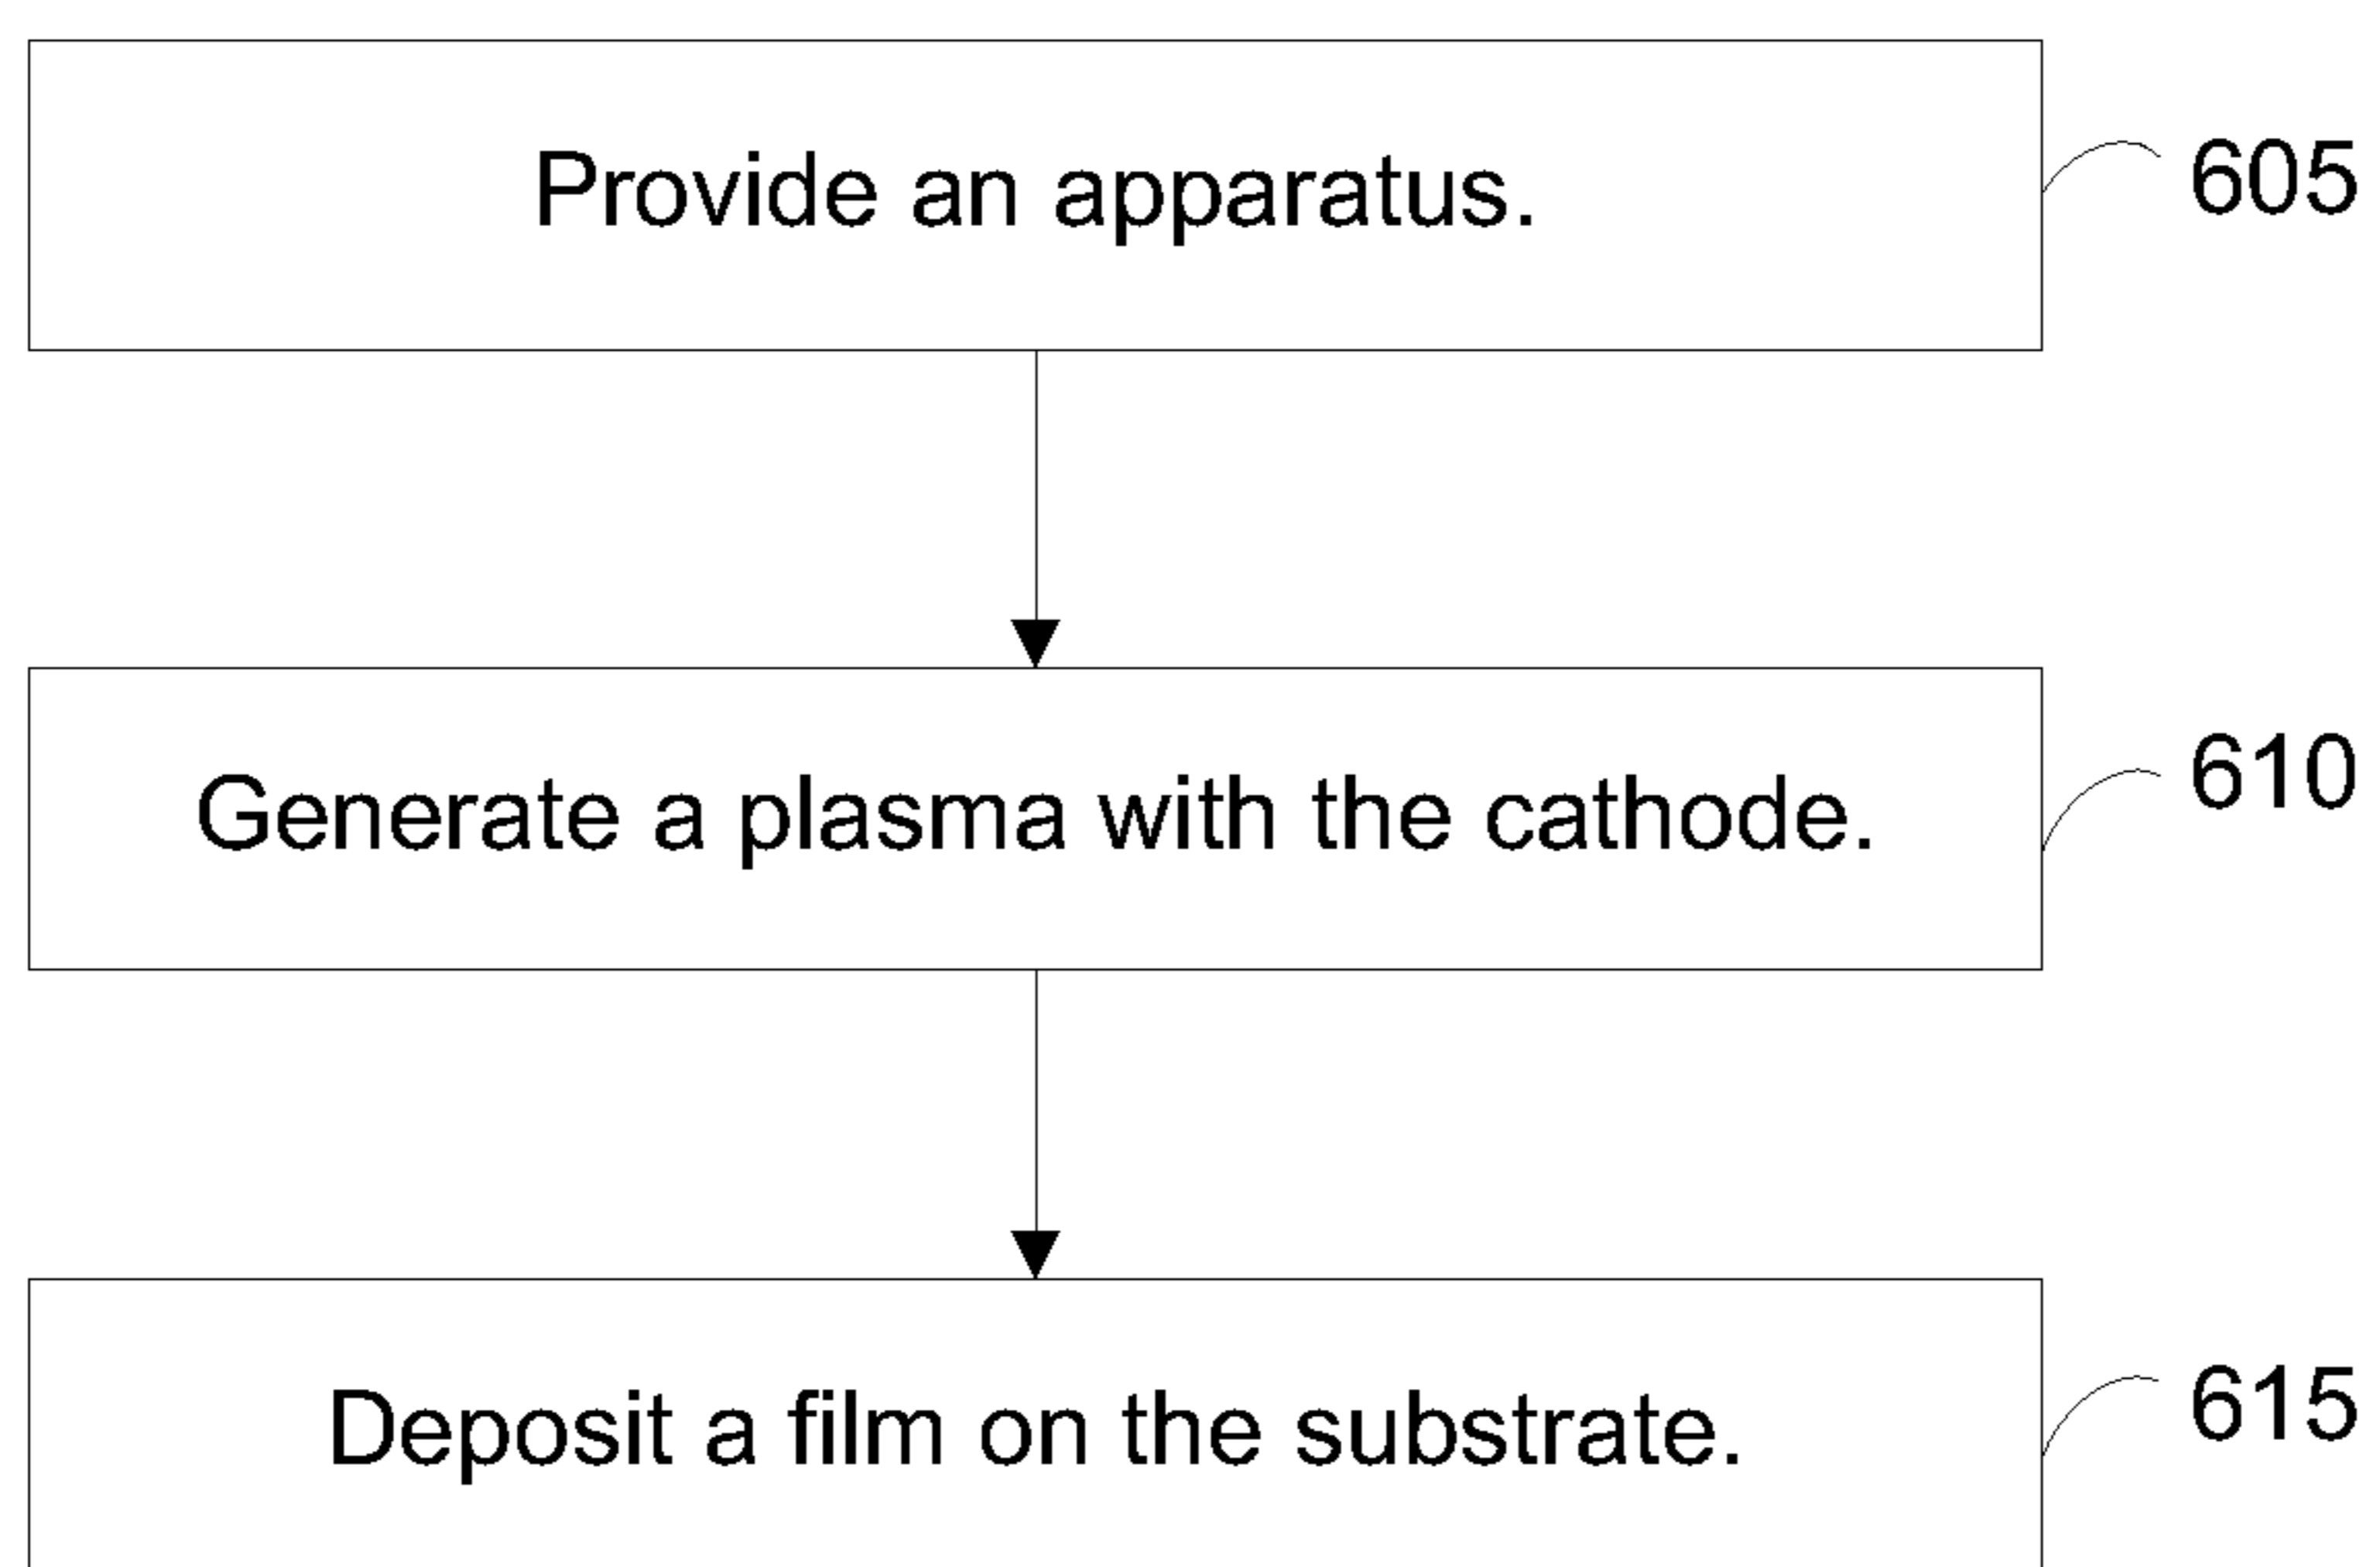 Provide an apparatus.
605
Generate a plasma with the cathode.
610
Deposit a film on the substrate.
615